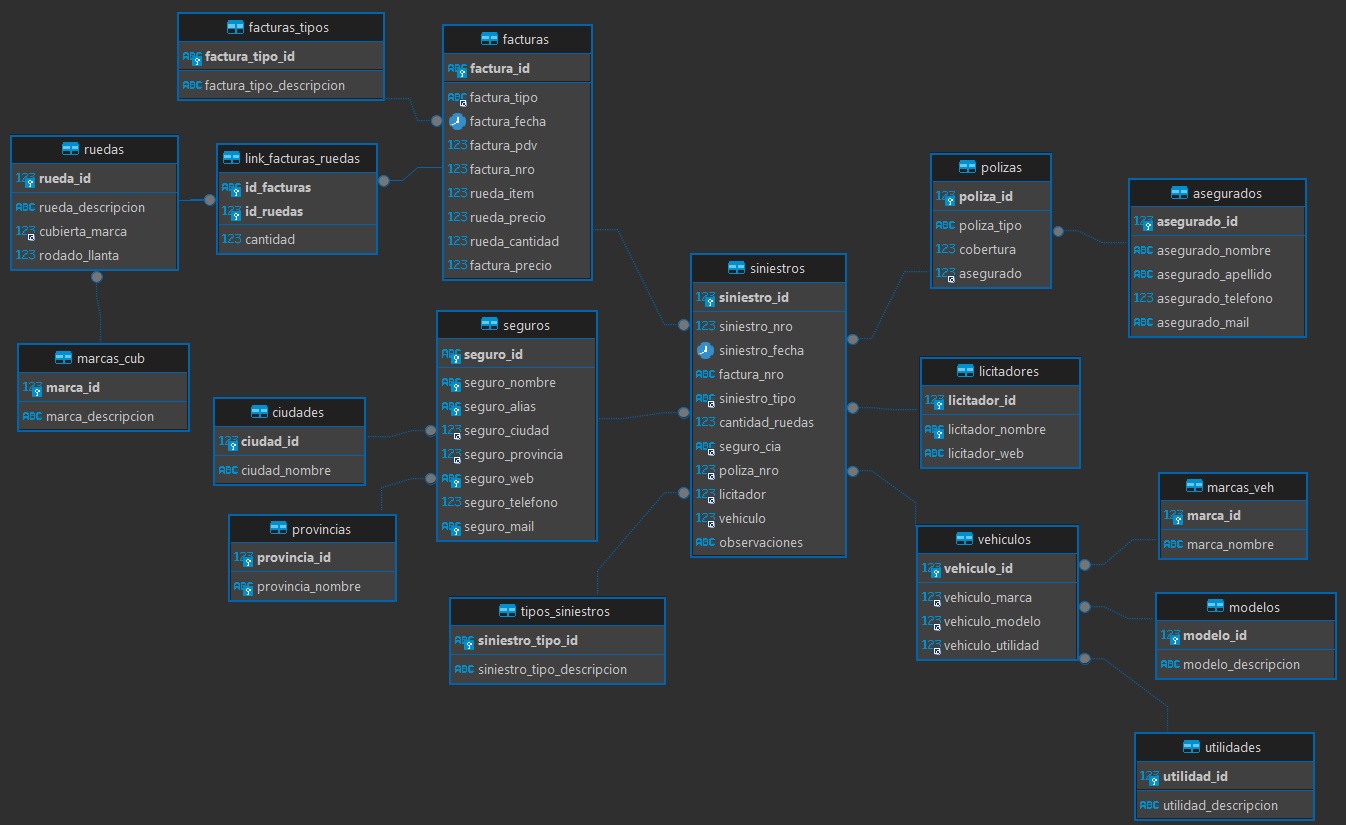 facturas_tipos
ABC factura_tipo_id
ABC factura_tipo_descripcion
facturas
ABC factura_id
ABC factura_tipo
factura_fecha
123 factura_pdv
123 factura_nro
123 rueda_item
123 rueda_precio
123 rueda_cantidad
123 factura_precio
ruedas
123 rueda_id
ABC rueda_descripcion
123 cubierta_marca
123 rodado_llanta
link_facturas_ruedas
ABC id_facturas
123 id_ruedas
123 cantidad
marcas_cub
123 marca_id
ABC marca_descripcion
seguros
ABC seguro_id
ABC seguro_nombre
ABC seguro_alias
123 seguro_ciudad
123 seguro_provincia
ABC seguro_web
123 seguro_telefono
ABC seguro_mail
ciudades
123 ciudad_id
ABC ciudad_nombre
provincias
123 provincia_id
ABC provincia_nombre
tipos_siniestros
ABC siniestro_tipo_id
ABC siniestro_tipo_descripcion
siniestros
123 siniestro_id
123 siniestro_nro
siniestro_fecha
ABC factura_nro
ABC siniestro_tipo
123 cantidad_ruedas
ABC seguro_cia
123 poliza_nro
123 licitador
123 vehiculo
ABC observaciones
polizas
123 poliza_id
ABC poliza_tipo
123 cobertura
123 asegurado
asegurados
123 asegurado_id
ABC asegurado_nombre
ABC asegurado_apellido
123 asegurado_telefono
ABC asegurado_mail
licitadores
123 licitador_id
ABC licitador_nombre
ABC licitador_web
vehiculos
123 vehiculo_id
123 vehiculo_marca
123 vehiculo_modelo
123 vehiculo_utilidad
marcas_veh
123 marca_id
ABC marca_nombre
modelos
123 modelo_id
ABC modelo_descripcion
utilidades
123 utilidad_id
ABC utilidad_descripcion